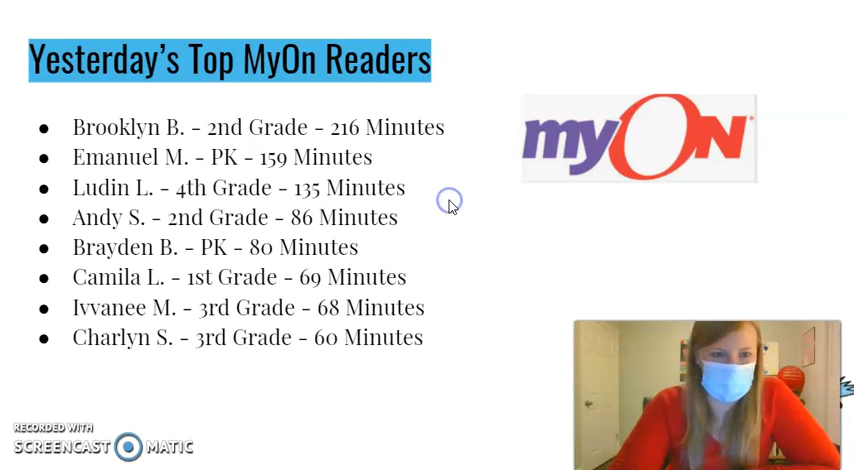 Yesterday's Top MyOn Readers
● Brooklyn B. - 2nd Grade - 216 Minutes
● Emanuel M. - PK - 159 Minutes
● Ludin L. - 4th Grade - 135 Minutes
● Andy S. - 2nd Grade - 86 Minutes
● Brayden B. - PK - 80 Minutes
● Camila L. - 1st Grade - 69 Minutes
● Ivvanee M. - 3rd Grade - 68 Minutes
● Charlyn S. - 3rd Grade - 60 Minutes
myON
RECORDED WITH
SCREENCAST MATIC